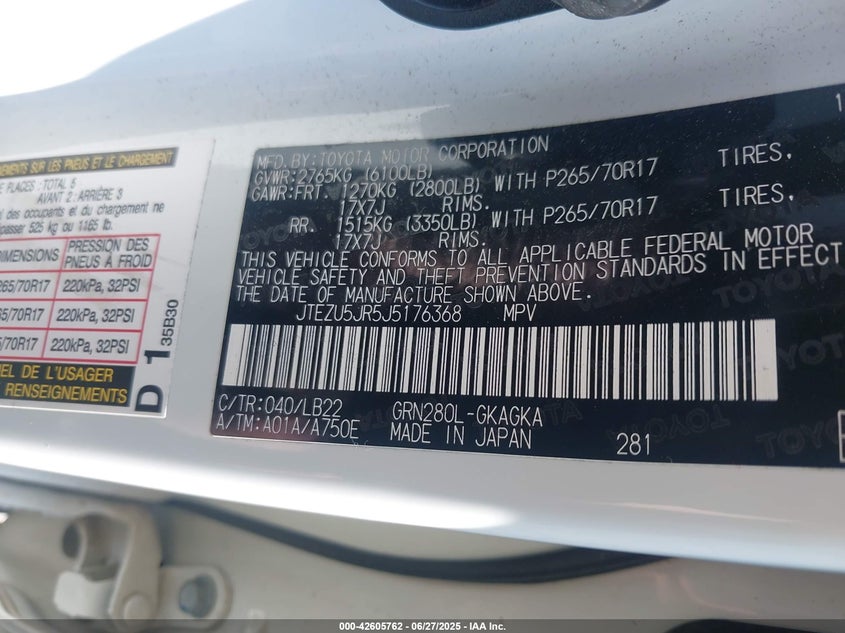 EMENTS SUR LES PNEUS ET LE CHARGEMENT
PLACES : TOTAL 5
AVANT 2 : ARRIÈRE 3
des occupants et du chargement ne
passer 525 kg ou 1165 lb.
DIMENSIONS
PRESSION DES
PNEUS À FROID
265/70R17 220kPa, 32PSI
65/70R17 220kPa, 32PSI
5/70R17 220kPa, 32PSI
EL DE L'USAGER
RENSEIGNEMENTS
D 1 35B30
1
MFD.BY:TOYOTA MOTOR CORPORATION
GVWR:2765KG (6100LB)
GAWR:FRT. 1270KG (2800LB) WITH P265/70R17 TIRES,
17X7J RIMS.
RR. 1515KG (3350LB) WITH P265/70R17 TIRES,
17X7J RIMS.
THIS VEHICLE CONFORMS TO ALL APPLICABLE FEDERAL MOTOR
VEHICLE SAFETY AND THEFT PREVENTION STANDARDS IN EFFECT
THE DATE OF MANUFACTURE SHOWN ABOVE.
JTEZU5JR5J5176368 MPV
C/TR:040/LB22 GRN280L-GKAGKA
A/TM:A01A/A750E MADE IN JAPAN 281
TOYOTA
000-42605762 - 06/27/2025 - IAA Inc.